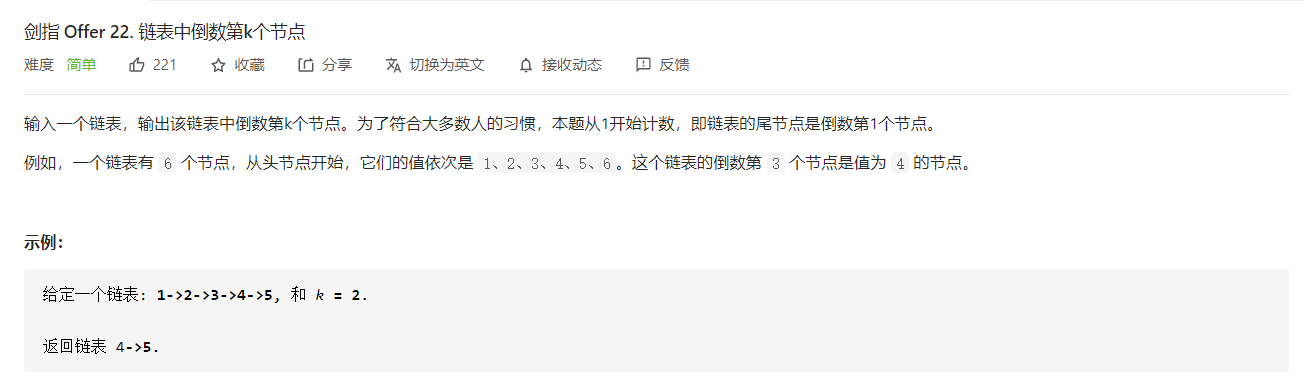 剑指 Offer 22. 链表中倒数第k个节点
难度 简单 221 收藏 分享 切换为英文 接收动态 反馈
输入一个链表，输出该链表中倒数第k个节点。为了符合大多数人的习惯，本题从1开始计数，即链表的尾节点是倒数第1个节点。
例如，一个链表有 6 个节点，从头节点开始，它们的值依次是 1、2、3、4、5、6。这个链表的倒数第 3 个节点是值为 4 的节点。
示例：
给定一个链表: 1->2->3->4->5, 和 k = 2.
返回链表 4->5.